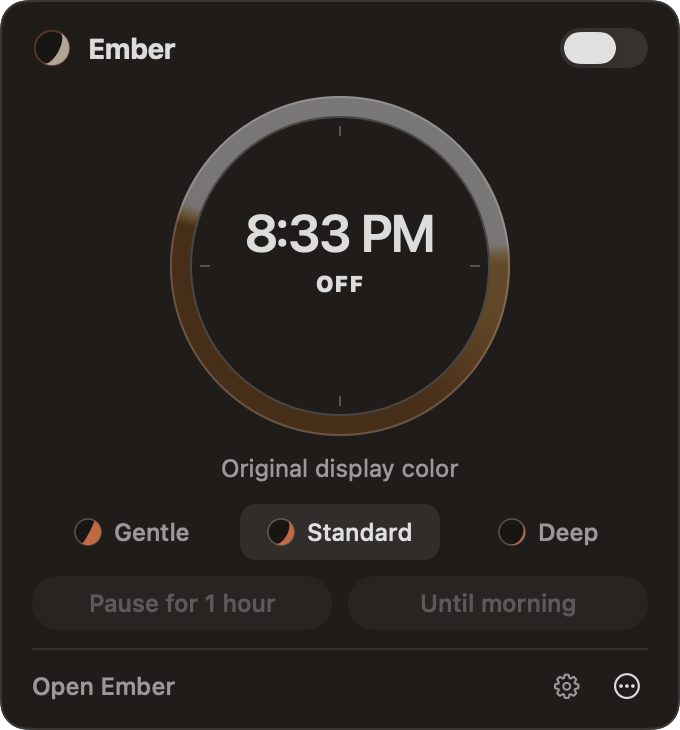 Ember
8:33 PM
OFF
Original display color
Gentle
Standard
Deep
Pause for 1 hour
Until morning
Open Ember